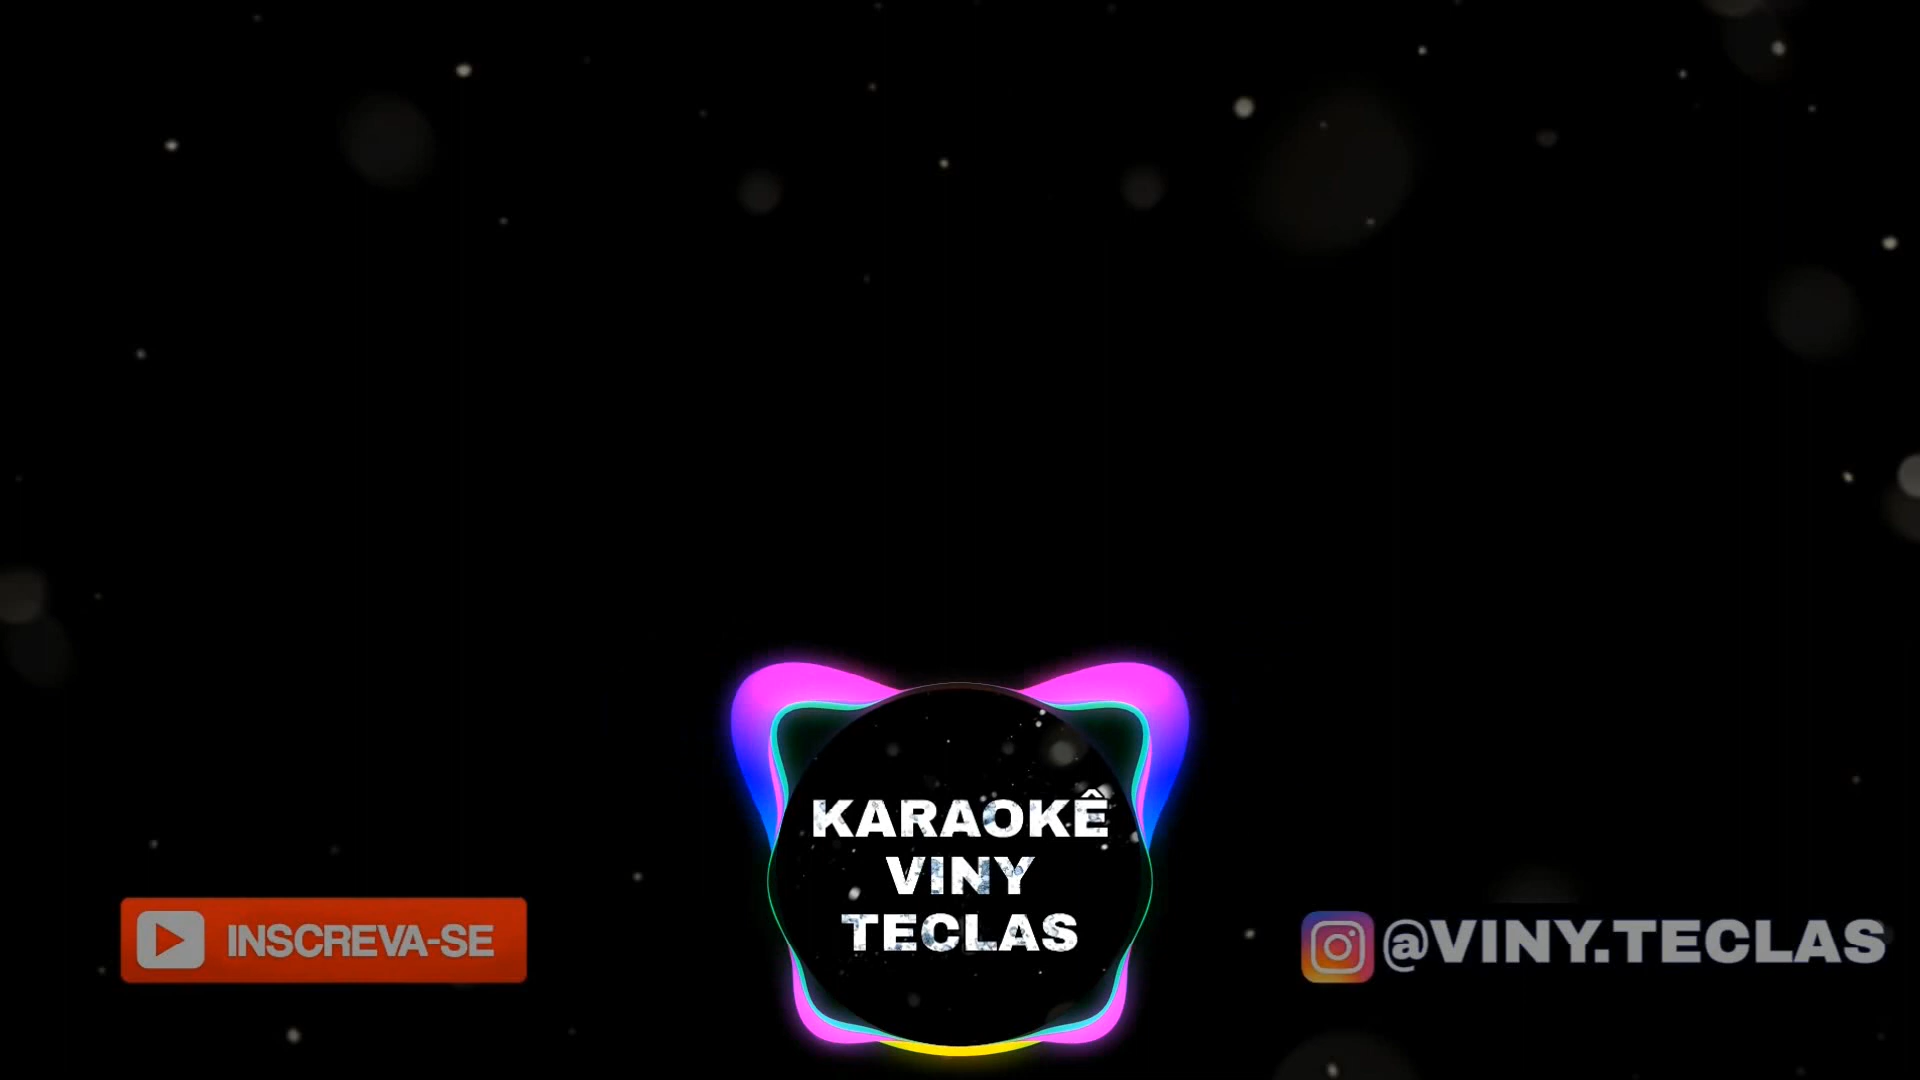 KARAOKÊ
VINY
TECLAS
INSCREVA-SE
@VINY.TECLAS